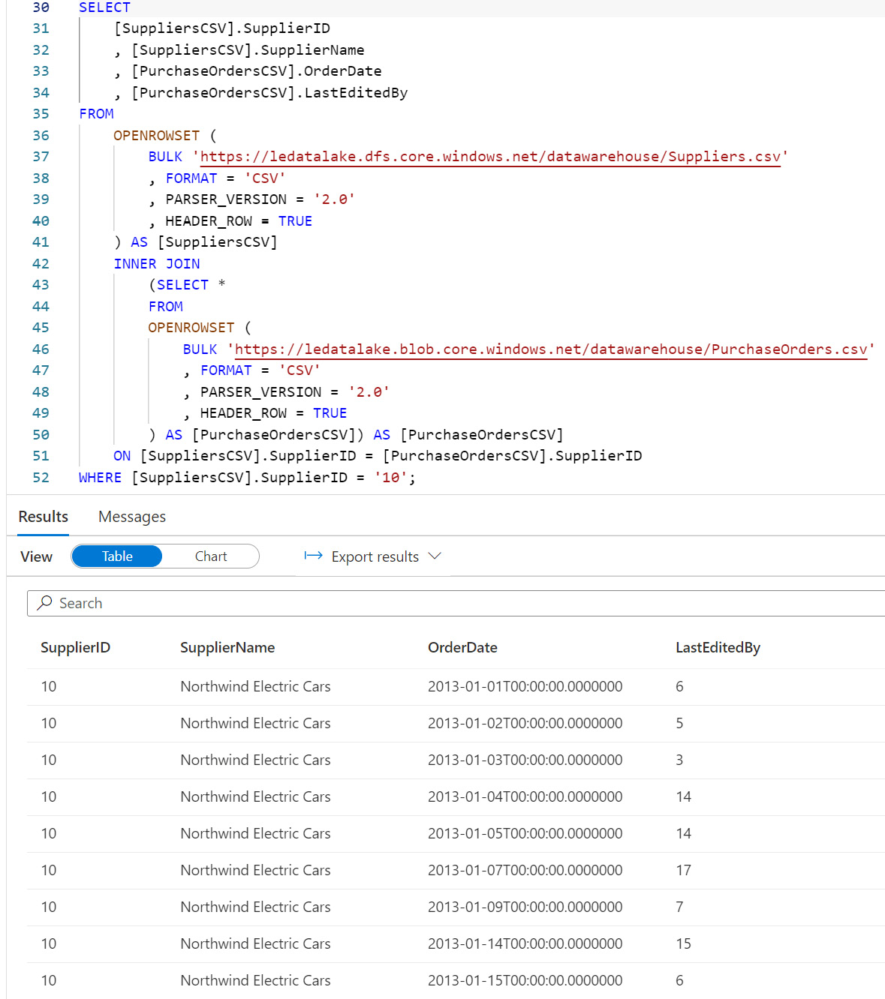 30 SELECT
31 [SuppliersCSV].SupplierID
32 , [SuppliersCSV].SupplierName
33 , [PurchaseOrdersCSV].OrderDate
34 , [PurchaseOrdersCSV].LastEditedBy
35 FROM
36 OPENROWSET (
37 BULK 'https://ledatalake.dfs.core.windows.net/datawarehouse/Suppliers.csv'
38 , FORMAT = 'CSV'
39 , PARSER_VERSION = '2.0'
40 , HEADER_ROW = TRUE
41 ) AS [SuppliersCSV]
42 INNER JOIN
43 (SELECT *
44 FROM
45 OPENROWSET (
46 BULK 'https://ledatalake.blob.core.windows.net/datawarehouse/PurchaseOrders.csv'
47 , FORMAT = 'CSV'
48 , PARSER_VERSION = '2.0'
49 , HEADER_ROW = TRUE
50 ) AS [PurchaseOrdersCSV]) AS [PurchaseOrdersCSV]
51 ON [SuppliersCSV].SupplierID = [PurchaseOrdersCSV].SupplierID
52 WHERE [SuppliersCSV].SupplierID = '10';
Results Messages
View Table Chart Export results
Search
SupplierID SupplierName OrderDate LastEditedBy
10 Northwind Electric Cars 2013-01-01T00:00:00.0000000 6
10 Northwind Electric Cars 2013-01-02T00:00:00.0000000 5
10 Northwind Electric Cars 2013-01-03T00:00:00.0000000 3
10 Northwind Electric Cars 2013-01-04T00:00:00.0000000 14
10 Northwind Electric Cars 2013-01-05T00:00:00.0000000 14
10 Northwind Electric Cars 2013-01-07T00:00:00.0000000 17
10 Northwind Electric Cars 2013-01-09T00:00:00.0000000 7
10 Northwind Electric Cars 2013-01-14T00:00:00.0000000 15
10 Northwind Electric Cars 2013-01-15T00:00:00.0000000 6